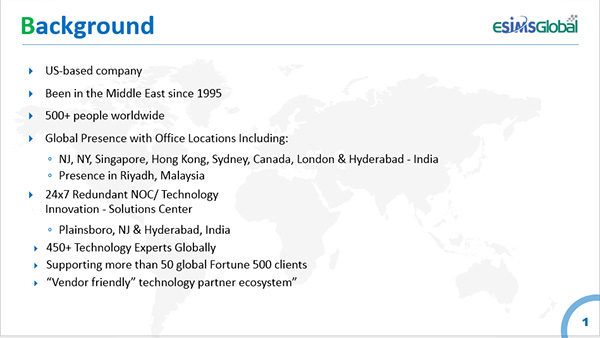 Background
ESIMSGlobal
US-based company
Been in the Middle East since 1995
500+ people worldwide
Global Presence with Office Locations Including:
NJ, NY, Singapore, Hong Kong, Sydney, Canada, London & Hyderabad - India
Presence in Riyadh, Malaysia
24x7 Redundant NOC/ Technology
Innovation - Solutions Center
Plainsboro, NJ & Hyderabad, India
450+ Technology Experts Globally
Supporting more than 50 global Fortune 500 clients
“Vendor friendly” technology partner ecosystem”
1